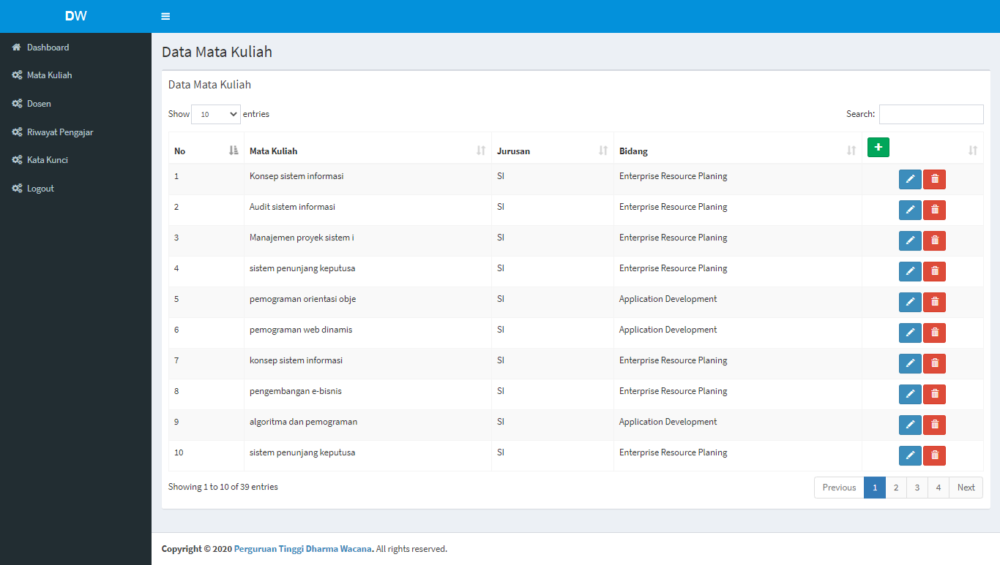 DW
Dashboard
Mata Kuliah
Dosen
Riwayat Pengajar
Kata Kunci
Logout
Data Mata Kuliah
Data Mata Kuliah
Show 10 entries Search:
No Mata Kuliah Jurusan Bidang
1 Konsep sistem informasi SI Enterprise Resource Planing
2 Audit sistem informasi SI Enterprise Resource Planing
3 Manajemen proyek sistem i SI Enterprise Resource Planing
4 sistem penunjang keputusa SI Enterprise Resource Planing
5 pemograman orientasi obje SI Application Development
6 pemograman web dinamis SI Application Development
7 konsep sistem informasi SI Enterprise Resource Planing
8 pengembangan e-bisnis SI Enterprise Resource Planing
9 algoritma dan pemograman SI Application Development
10 sistem penunjang keputusa SI Enterprise Resource Planing
Showing 1 to 10 of 39 entries Previous 1 2 3 4 Next
Copyright © 2020 Perguruan Tinggi Dharma Wacana. All rights reserved.